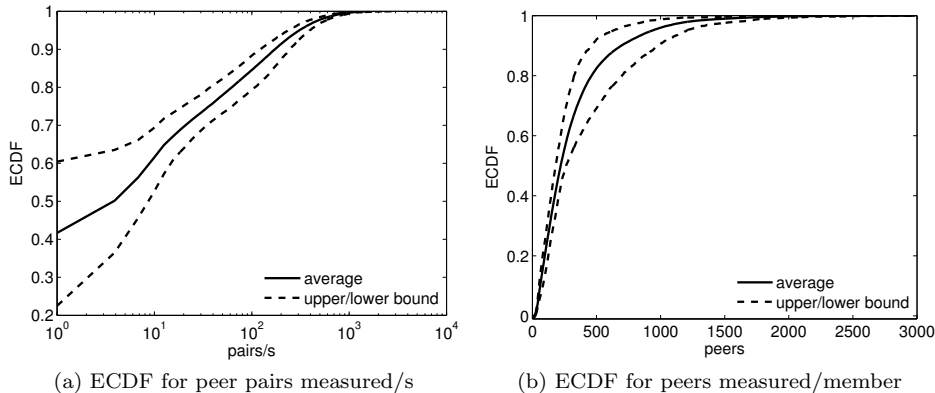 1
0.9
0.8
0.7
0.6
0.5
0.4
0.3
0.2
ECDF
10^0
10^1
10^2
10^3
10^4
pairs/s
average
upper/lower bound
(a) ECDF for peer pairs measured/s
1
0.8
0.6
0.4
0.2
0
ECDF
0
500
1000
1500
2000
2500
3000
peers
average
upper/lower bound
(b) ECDF for peers measured/member